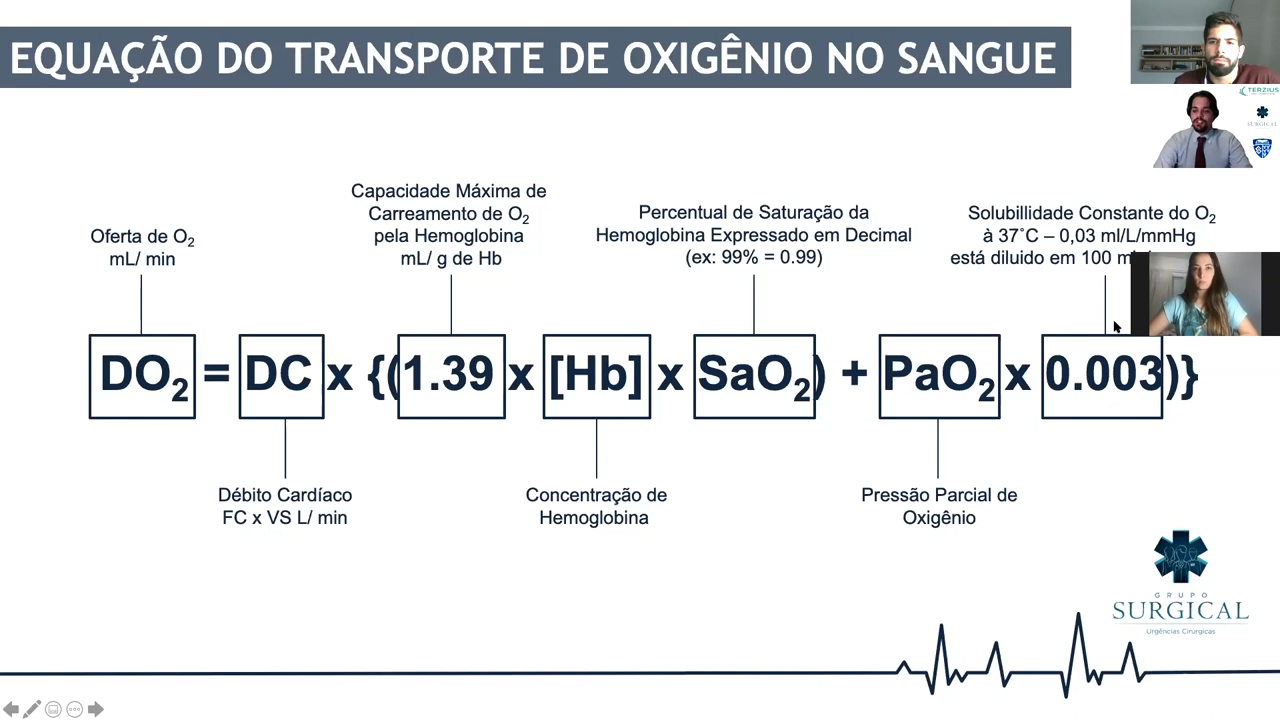 EQUAÇÃO DO TRANSPORTE DE OXIGÊNIO NO SANGUE
TERZIUS
SURGICAL
Capacidade Máxima de
Carreamento de O₂
pela Hemoglobina
mL/ g de Hb
Oferta de O₂
mL/ min
Percentual de Saturação da
Hemoglobina Expressado em Decimal
(ex: 99% = 0.99)
Solubillidade Constante do O₂
à 37˚C – 0,03 ml/L/mmHg
está diluido em 100
DO₂ = DC x {(1.39 x [Hb] x SaO₂) + PaO₂ x 0.003)}
Débito Cardíaco
FC x VS L/ min
Concentração de
Hemoglobina
Pressão Parcial de
Oxigênio
GRUPO
SURGICAL
Urgências Cirurgicas